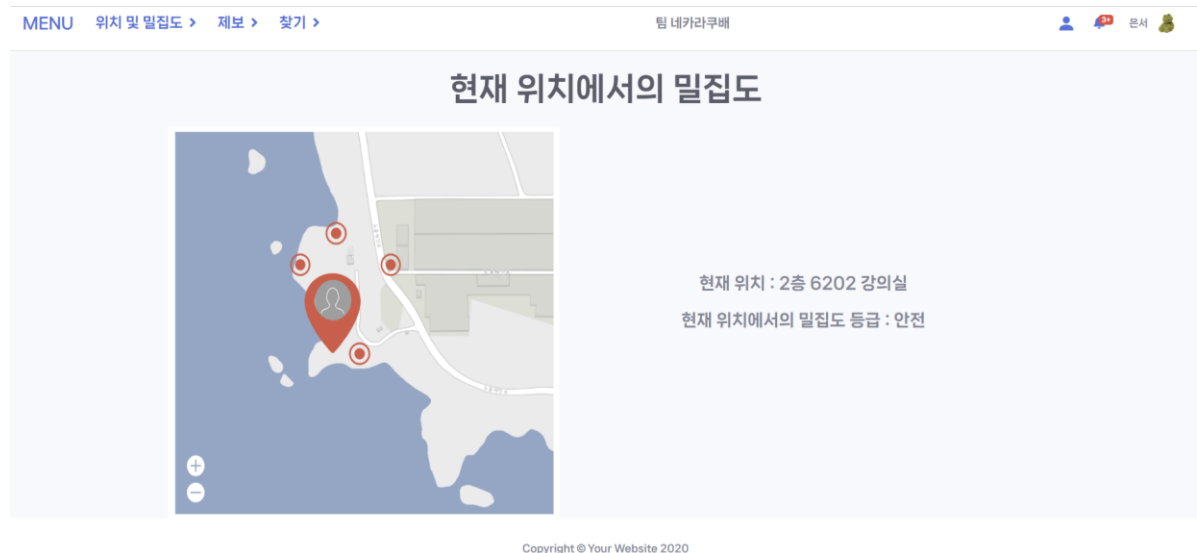 MENU 위치 및 밀집도 > 제보 > 찾기 > 팀 네카라쿠배 3+ 은서
현재 위치에서의 밀집도
현재 위치 : 2층 6202 강의실
현재 위치에서의 밀집도 등급 : 안전
Copyright © Your Website 2020